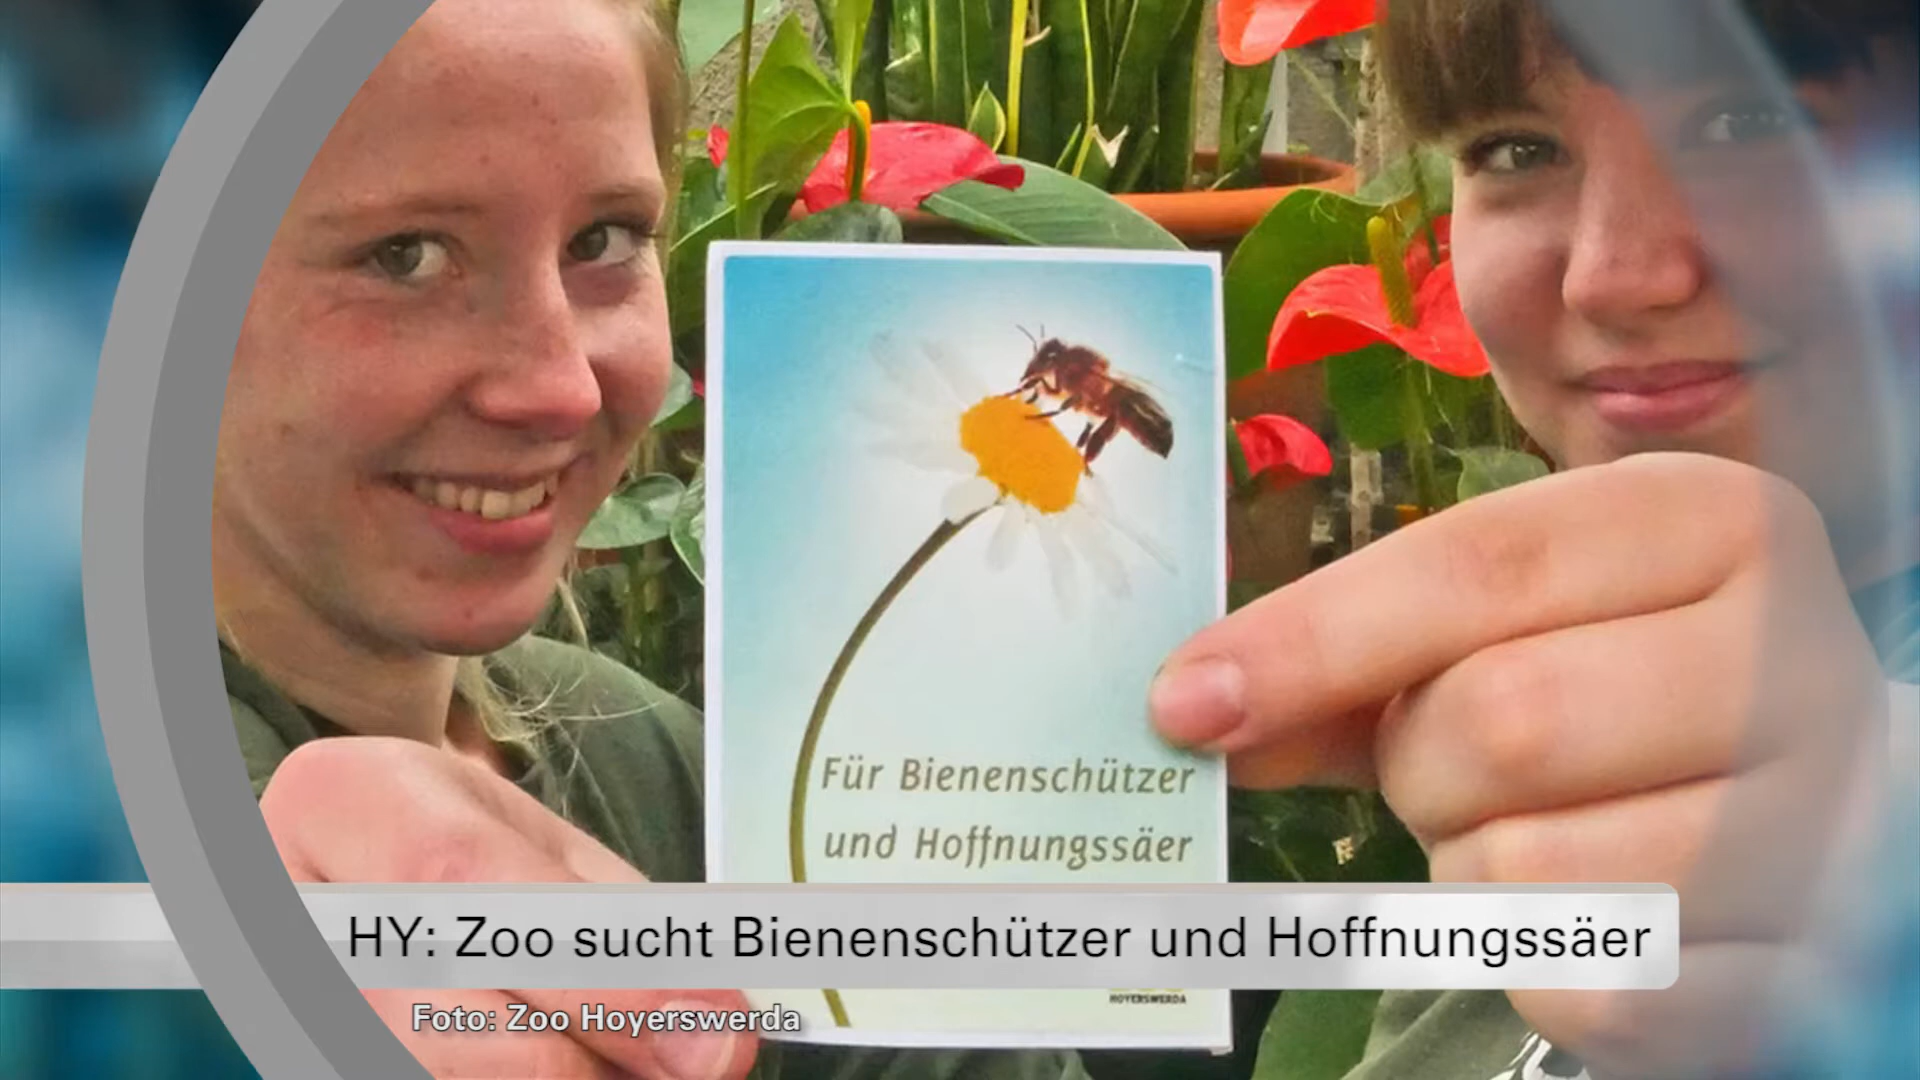 Für Bienenschützer
und Hoffnungssäer
HY: Zoo sucht Bienenschützer und Hoffnungssäer
HOYERSWERDA
Foto: Zoo Hoyerswerda